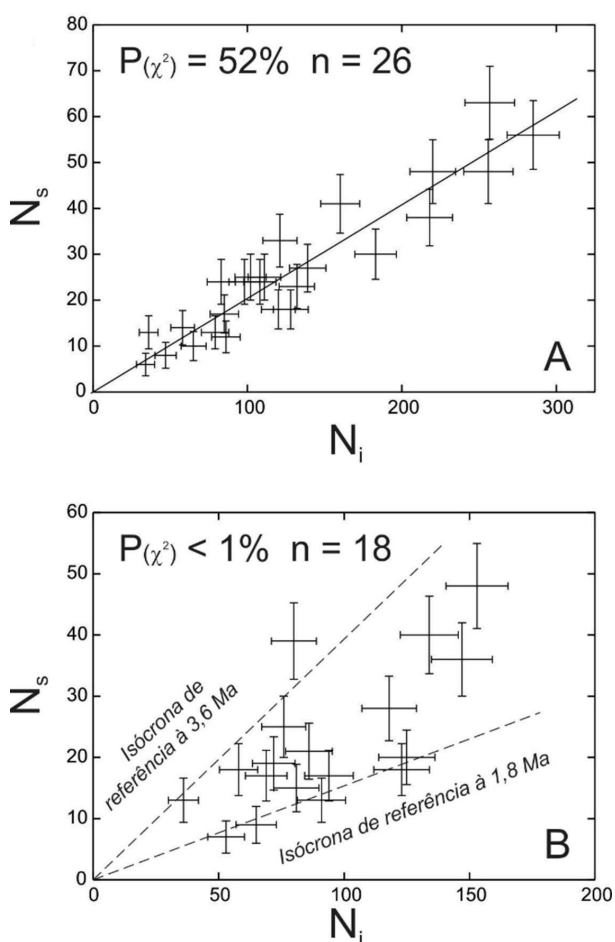 80
70
60
50
40
30
20
10
0
P(χ²) = 52% n = 26
Ns
A
0 100 200 300
Ni
60
50
40
30
20
10
0
P(χ²) < 1% n = 18
Ns
Isócrona de
referência à 3,6 Ma
Isócrona de referência à 1,8 Ma
B
0 50 100 150 200
Ni